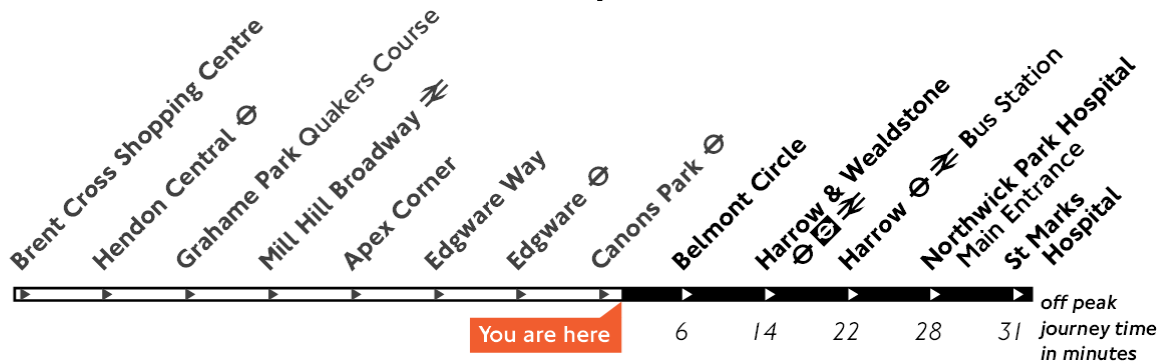 Brent Cross Shopping Centre
Hendon Central
Grahame Park Quakers Course
Mill Hill Broadway
Apex Corner
Edgware Way
Edgware
Canons Park
Belmont Circle
Harrow & Wealdstone
Harrow Bus Station
Northwick Park Hospital
Main Entrance
St Marks
Hospital
You are here
6 14 22 28 31
off peak
journey time
in minutes